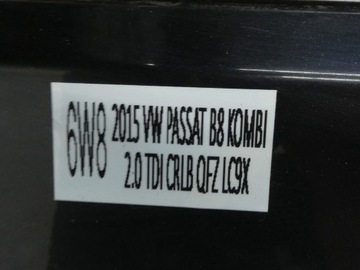 6W8 2015 VW PASSAT B8 KOMBI
2.0 TDI CRLB QFZ LC9X